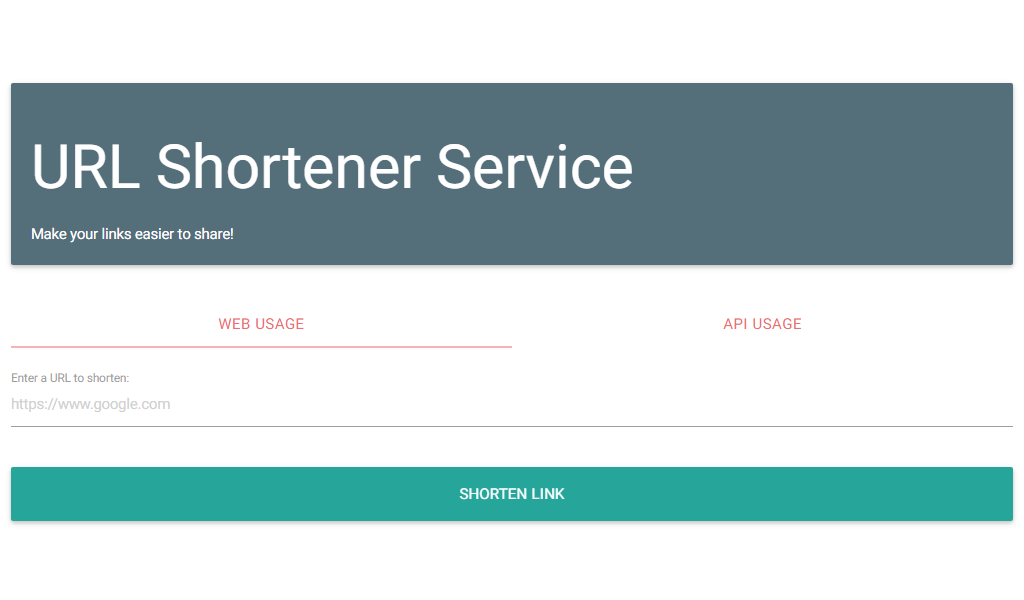 URL Shortener Service
Make your links easier to share!
WEB USAGE
API USAGE
Enter a URL to shorten:
https://www.google.com
SHORTEN LINK